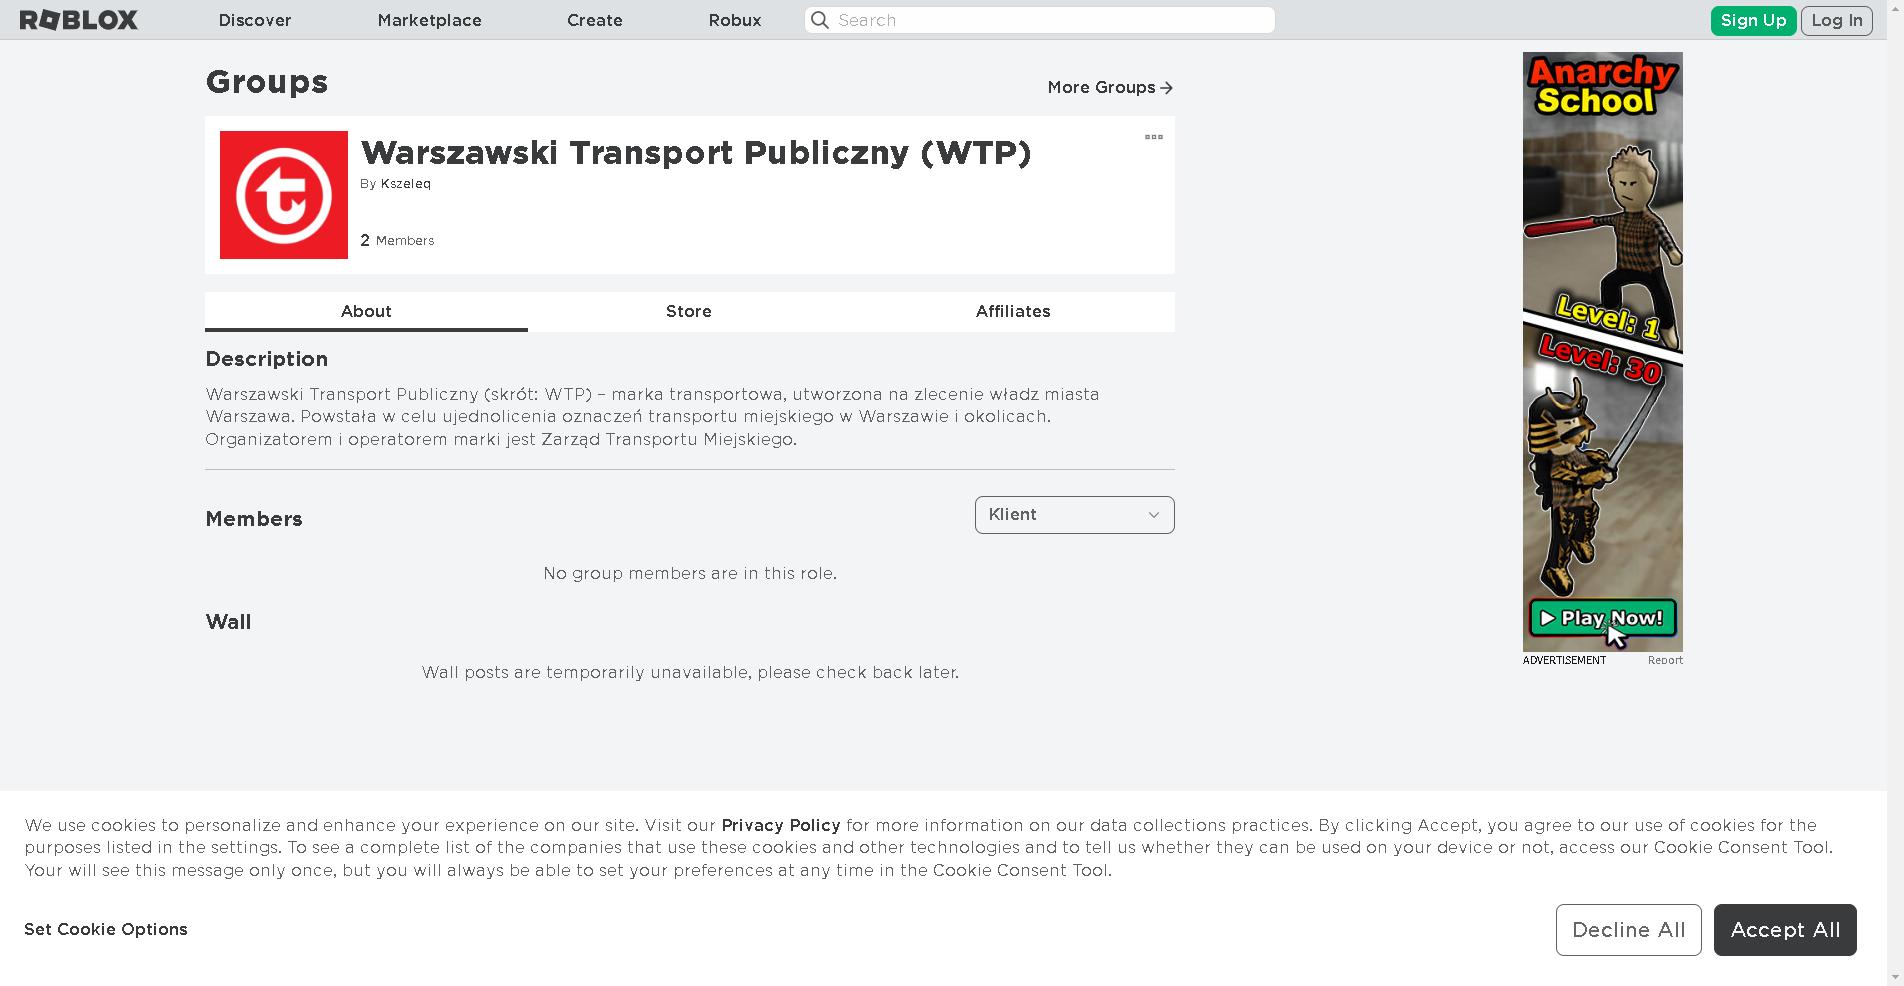 ROBLOX
Discover
Marketplace
Create
Robux
Search
Sign Up
Log In
Groups
More Groups
Warszawski Transport Publiczny (WTP)
By Kszeleq
2 Members
About
Store
Affiliates
Description
Warszawski Transport Publiczny (skrót: WTP) – marka transportowa, utworzona na zlecenie władz miasta
Warszawa. Powstała w celu ujednolicenia oznaczeń transportu miejskiego w Warszawie i okolicach.
Organizatorem i operatorem marki jest Zarząd Transportu Miejskiego.
Members
Klient
No group members are in this role.
Wall
Wall posts are temporarily unavailable, please check back later.
Anarchy
School
Level: 1
Level: 30
Play Now!
ADVERTISEMENT
Report
We use cookies to personalize and enhance your experience on our site. Visit our Privacy Policy for more information on our data collections practices. By clicking Accept, you agree to our use of cookies for the
purposes listed in the settings. To see a complete list of the companies that use these cookies and other technologies and to tell us whether they can be used on your device or not, access our Cookie Consent Tool.
Your will see this message only once, but you will always be able to set your preferences at any time in the Cookie Consent Tool.
Set Cookie Options
Decline All
Accept All